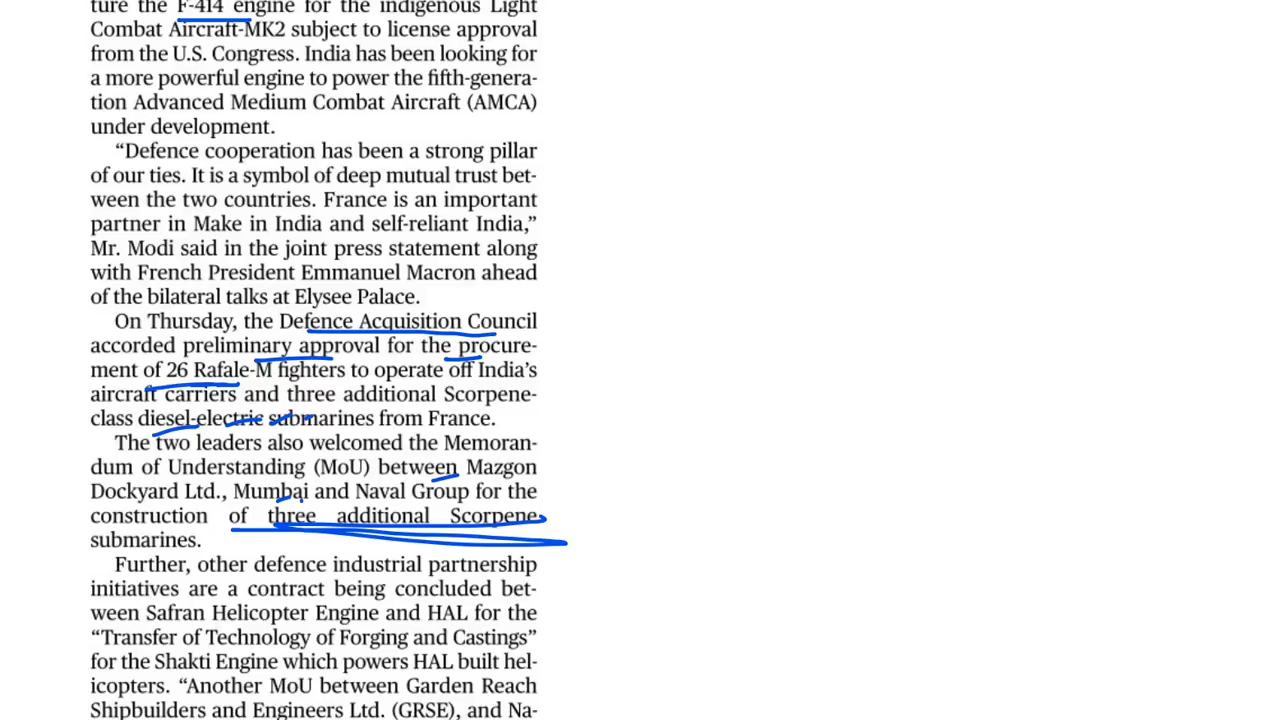 ture the F-414 engine for the indigenous Light
Combat Aircraft-MK2 subject to license approval
from the U.S. Congress. India has been looking for
a more powerful engine to power the fifth-genera-
tion Advanced Medium Combat Aircraft (AMCA)
under development.
“Defence cooperation has been a strong pillar
of our ties. It is a symbol of deep mutual trust bet-
ween the two countries. France is an important
partner in Make in India and self-reliant India,”
Mr. Modi said in the joint press statement along
with French President Emmanuel Macron ahead
of the bilateral talks at Elysee Palace.
On Thursday, the Defence Acquisition Council
accorded preliminary approval for the procure-
ment of 26 Rafale-M fighters to operate off India’s
aircraft carriers and three additional Scorpene-
class diesel-electric submarines from France.
The two leaders also welcomed the Memoran-
dum of Understanding (MoU) between Mazgon
Dockyard Ltd., Mumbai and Naval Group for the
construction of three additional Scorpene
submarines.
Further, other defence industrial partnership
initiatives are a contract being concluded bet-
ween Safran Helicopter Engine and HAL for the
“Transfer of Technology of Forging and Castings”
for the Shakti Engine which powers HAL built hel-
icopters. “Another MoU between Garden Reach
Shipbuilders and Engineers Ltd. (GRSE), and Na-